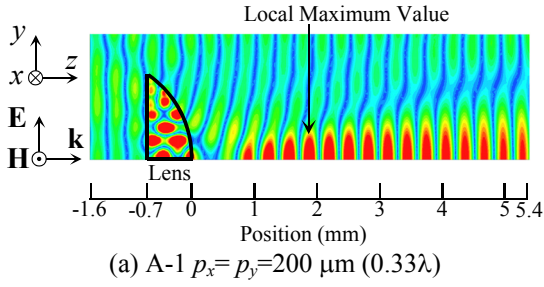 Local Maximum Value
y
x z
E
H k
Lens
-1.6 -0.7 0 1 2 3 4 5 5.4
Position (mm)
(a) A-1 px= py=200 μm (0.33λ)